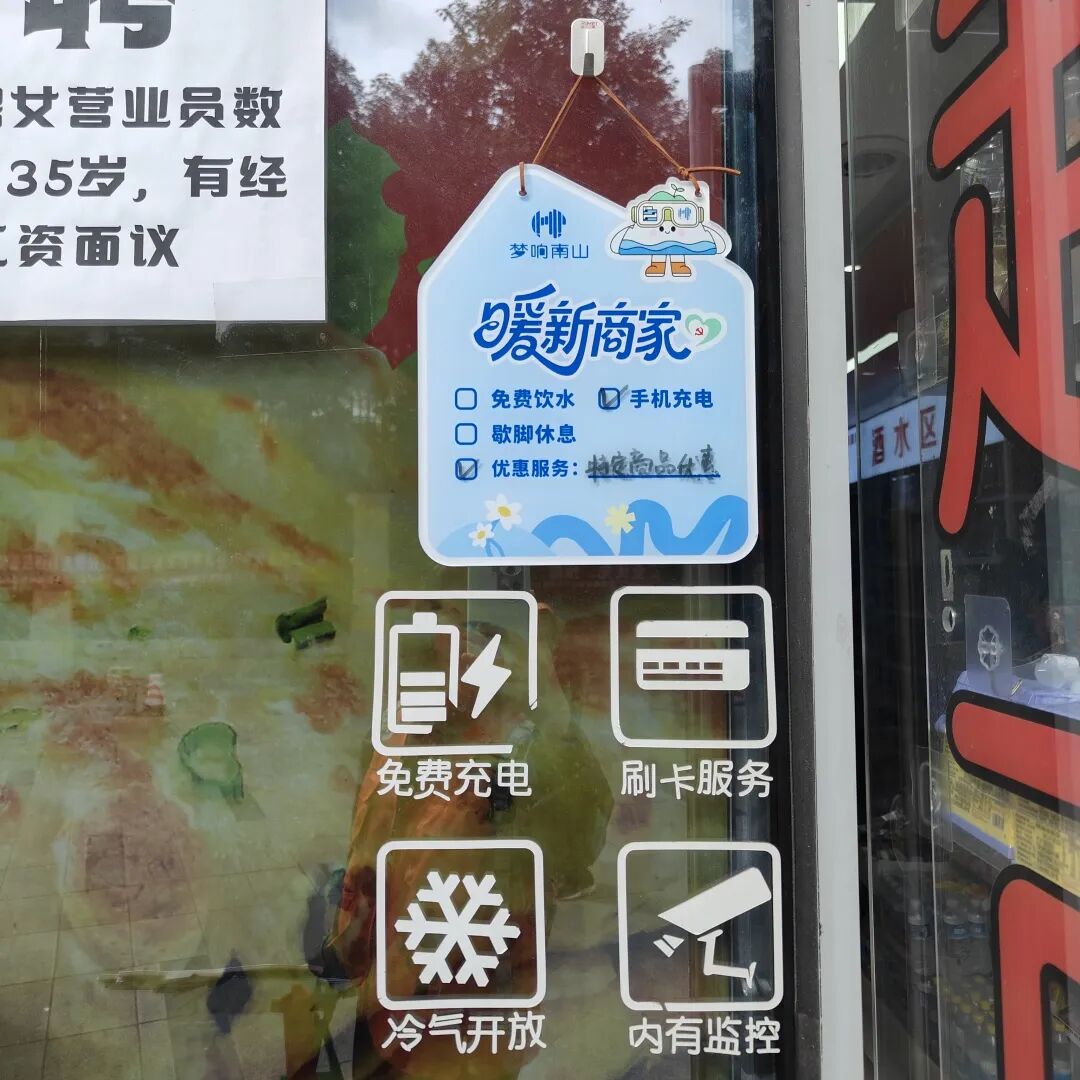 聘
女营业员数
35岁，有经
资面议
梦响南山
暖新商家
免费饮水 手机充电
歇脚休息
优惠服务：特定商品优惠
酒水区
免费充电
刷卡服务
冷气开放
内有监控